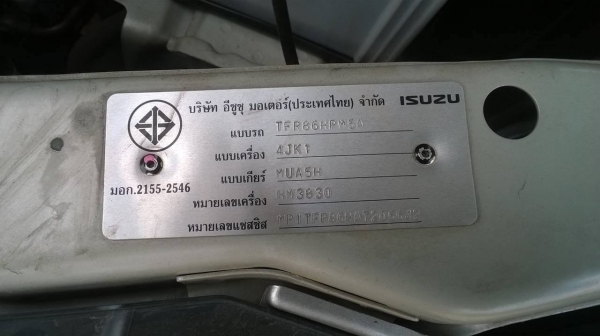 บริษัท อีซูซุ มอเตอร์(ประเทศไทย) จำกัด ISUZU
แบบรถ TFR86HRM5A
แบบเครื่อง 4JK1
แบบเกียร์ MUA5H
มอก.2155-2546
หมายเลขเครื่อง HM3830
หมายเลขแชสซิส